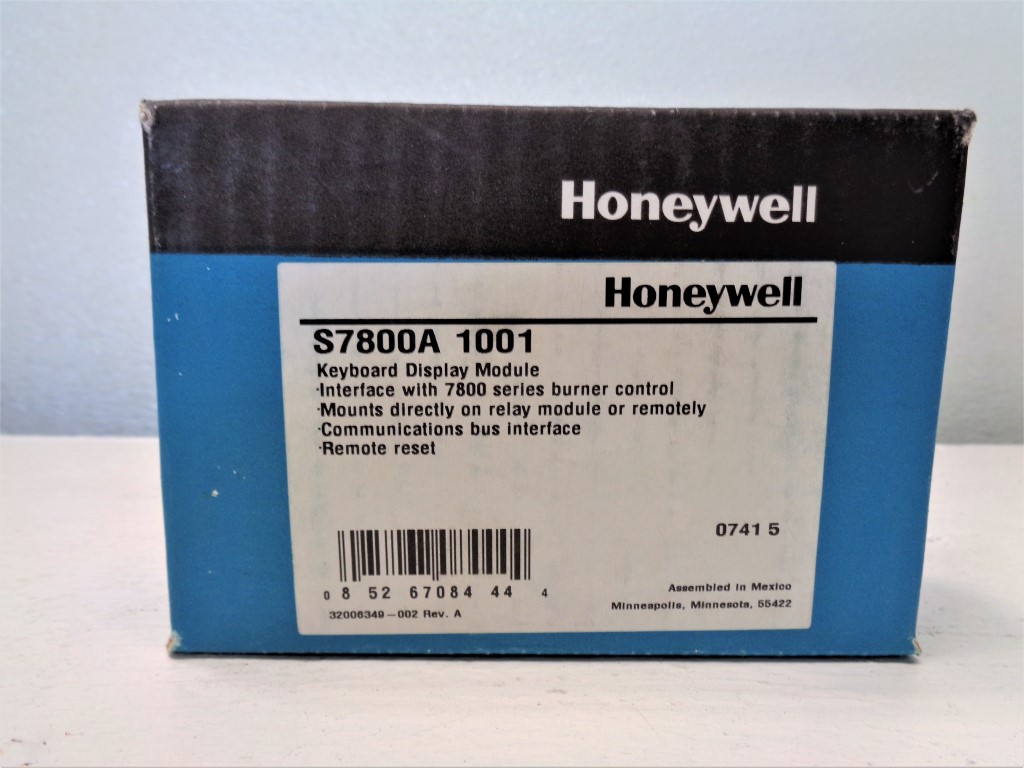 Honeywell
Honeywell
S7800A 1001
Keyboard Display Module
·Interface with 7800 series burner control
·Mounts directly on relay module or remotely
·Communications bus interface
·Remote reset
0741 5
0 8 52 67084 44 4
Assembled in Mexico
32006349-002 Rev. A
Minneapolis, Minnesota, 55422